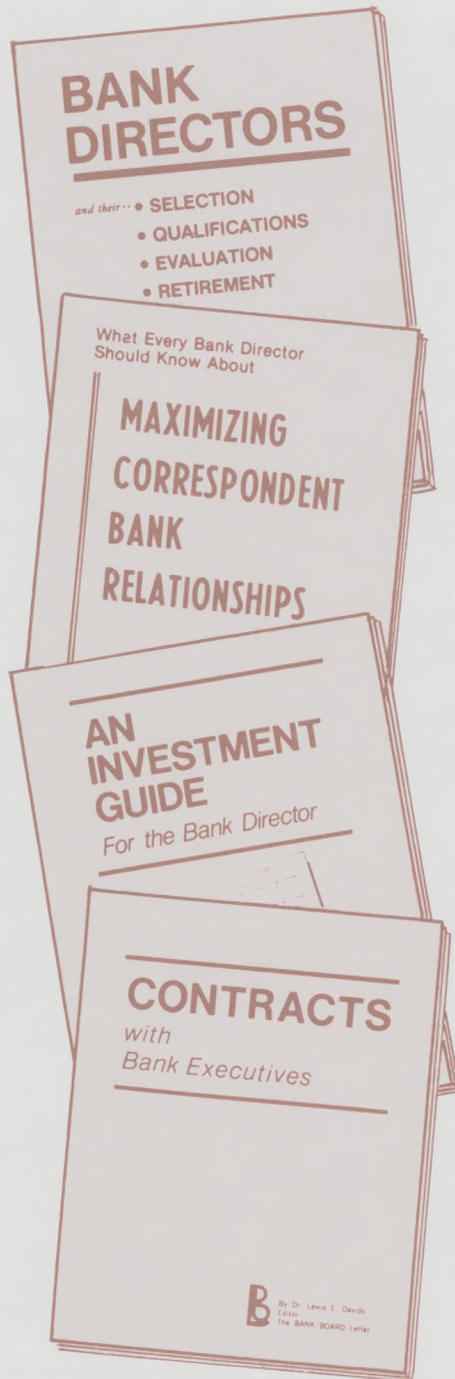 BANK
DIRECTORS
and their-- • SELECTION
• QUALIFICATIONS
• EVALUATION
• RETIREMENT
What Every Bank Director
Should Know About
MAXIMIZING
CORRESPONDENT
BANK
RELATIONSHIPS
AN
INVESTMENT
GUIDE
For the Bank Director
CONTRACTS
with
Bank Executives
B
By Dr. Lewis E. Davids
Editor
The BANK BOARD Letter